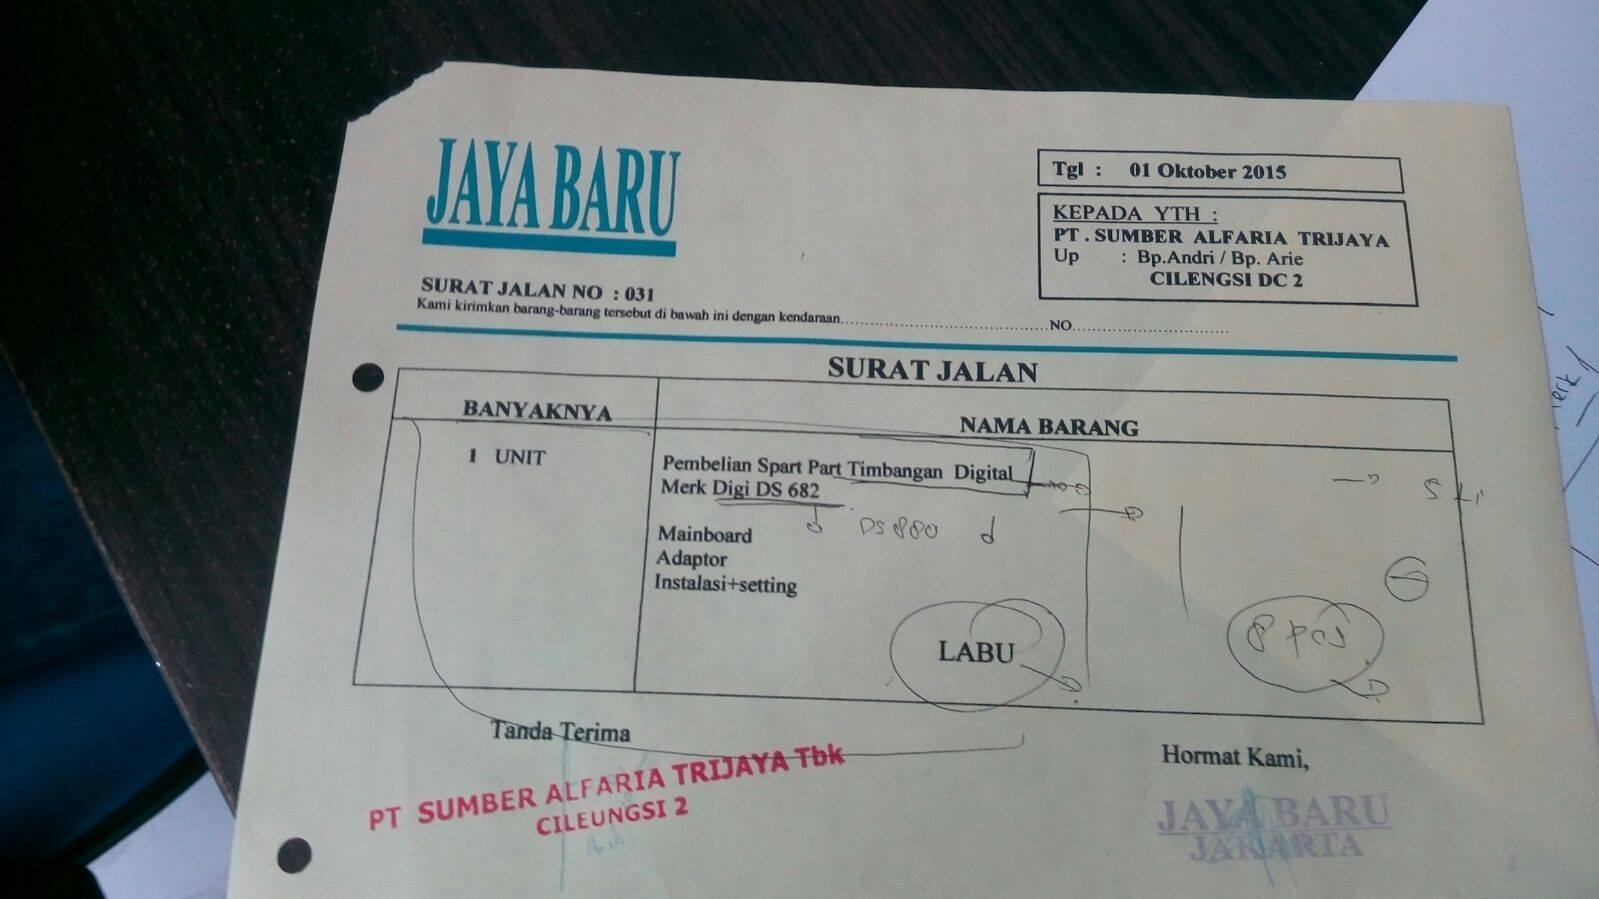 JAYA BARU
Tgl : 01 Oktober 2015
KEPADA YTH :
PT . SUMBER ALFARIA TRIJAYA
Up : Bp.Andri / Bp. Arie
CILENGSI DC 2
SURAT JALAN NO : 031
Kami kirimkan barang-barang tersebut di bawah ini dengan kendaraan........................................NO..............................
SURAT JALAN
BANYAKNYA NAMA BARANG
1 UNIT Pembelian Spart Part Timbangan Digital
Merk Digi DS 682
DS 880
Mainboard
Adaptor
Instalasi+setting
LABU
8 PCS
Tanda Terima
Hormat Kami,
PT SUMBER ALFARIA TRIJAYA Tbk
CILEUNGSI 2
JAYA BARU
JAKARTA